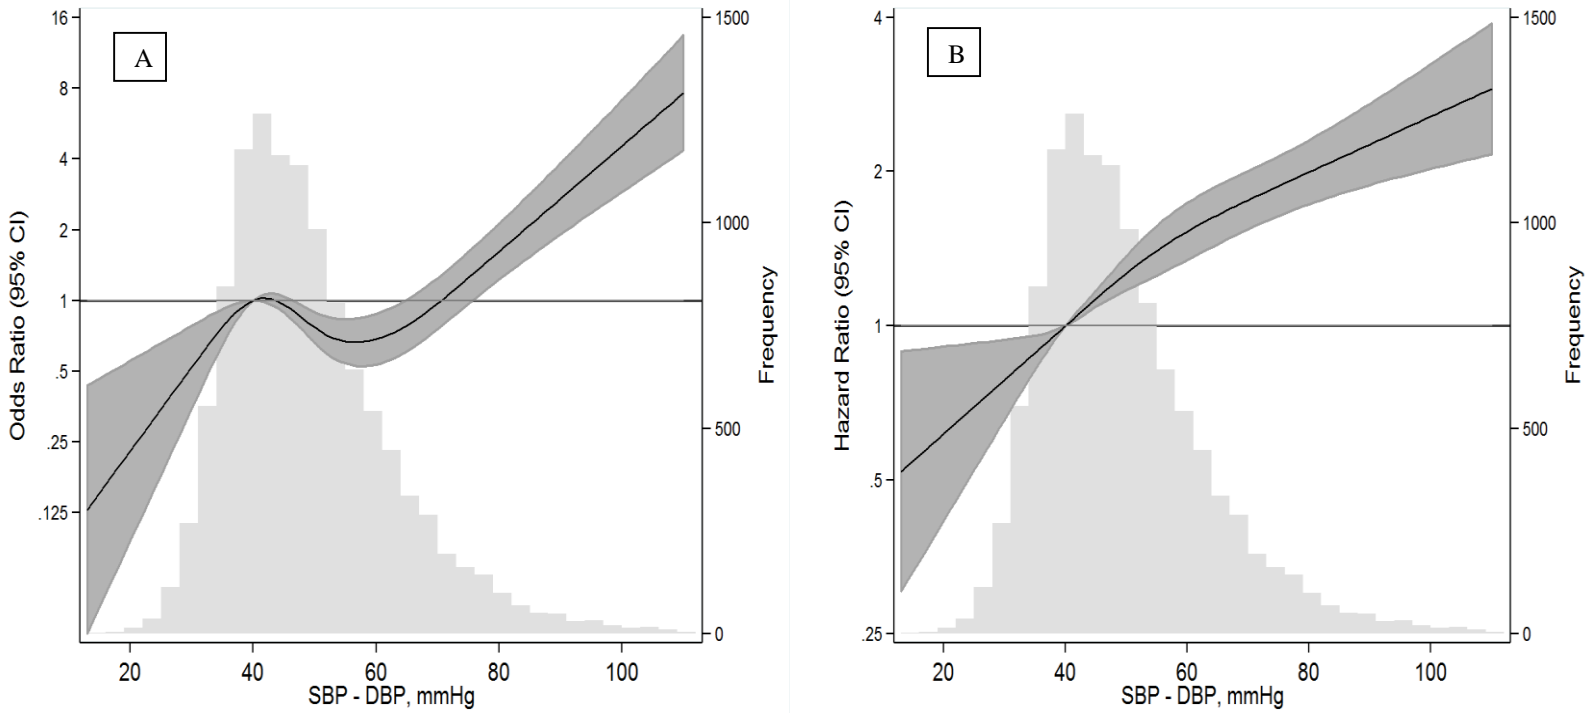 A
Odds Ratio (95% CI)
16
8
4
2
1
.5
.25
.125
1500
1000
500
0
Frequency
20 40 60 80 100
SBP - DBP, mmHg
B
Hazard Ratio (95% CI)
4
2
1
.5
.25
1500
1000
500
0
Frequency
20 40 60 80 100
SBP - DBP, mmHg